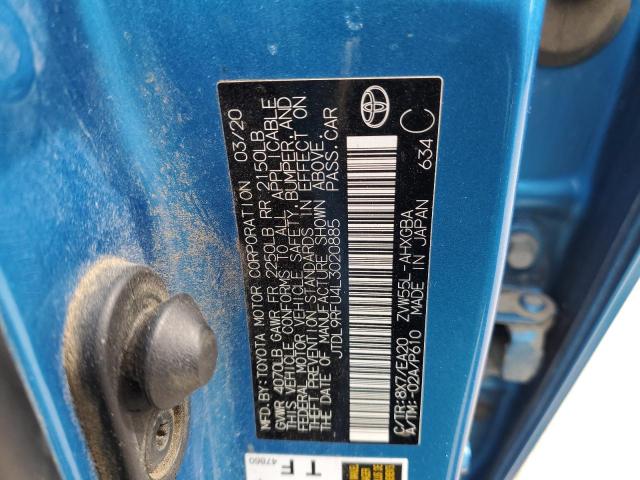 MFD.BY:TOYOTA MOTOR CORPORATION 03/20
GVWR 4070LB GAWR FR 2250LB RR 2150LB
THIS VEHICLE CONFORMS TO ALL APPLICABLE
FEDERAL MOTOR VEHICLE SAFETY, BUMPER, AND
THEFT PREVENTION STANDARDS IN EFFECT ON
THE DATE OF MANUFACTURE SHOWN ABOVE.
JTDL9RFU4L3020885 PASS.CAR
C/TR:8X7/EA20 ZVW55L-AHXGBA
A/TM:-02A/P610 MADE IN JAPAN 634
C
47860
T
F